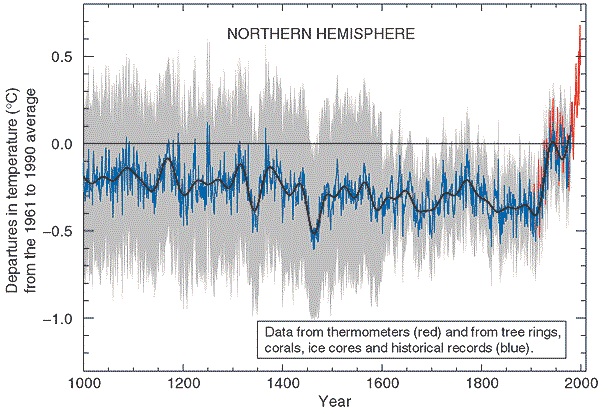 NORTHERN HEMISPHERE
Departures in temperature (°C)
from the 1961 to 1990 average
0.5
0.0
−0.5
−1.0
Data from thermometers (red) and from tree rings,
corals, ice cores and historical records (blue).
1000 1200 1400 1600 1800 2000
Year